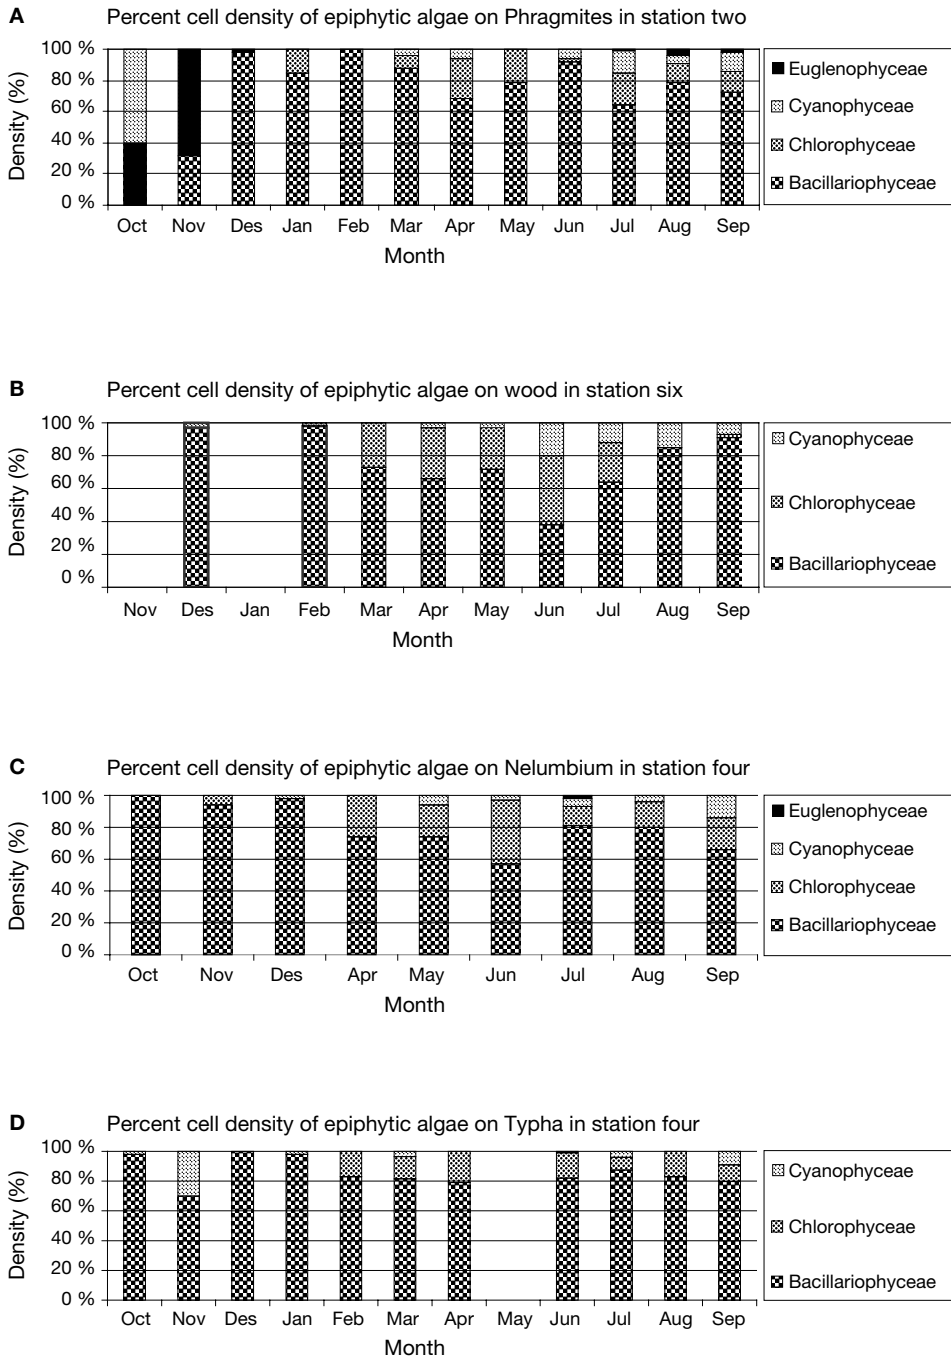 A Percent cell density of epiphytic algae on Phragmites in station two
Density (%)
100 %
80 %
60 %
40 %
20 %
0 %
Oct Nov Des Jan Feb Mar Apr May Jun Jul Aug Sep
Month
Euglenophyceae
Cyanophyceae
Chlorophyceae
Bacillariophyceae
B Percent cell density of epiphytic algae on wood in station six
Density (%)
100 %
80 %
60 %
40 %
20 %
0 %
Nov Des Jan Feb Mar Apr May Jun Jul Aug Sep
Month
Cyanophyceae
Chlorophyceae
Bacillariophyceae
C Percent cell density of epiphytic algae on Nelumbium in station four
Density (%)
100 %
80 %
60 %
40 %
20 %
0 %
Oct Nov Des Apr May Jun Jul Aug Sep
Month
Euglenophyceae
Cyanophyceae
Chlorophyceae
Bacillariophyceae
D Percent cell density of epiphytic algae on Typha in station four
Density (%)
100 %
80 %
60 %
40 %
20 %
0 %
Oct Nov Des Jan Feb Mar Apr May Jun Jul Aug Sep
Month
Cyanophyceae
Chlorophyceae
Bacillariophyceae